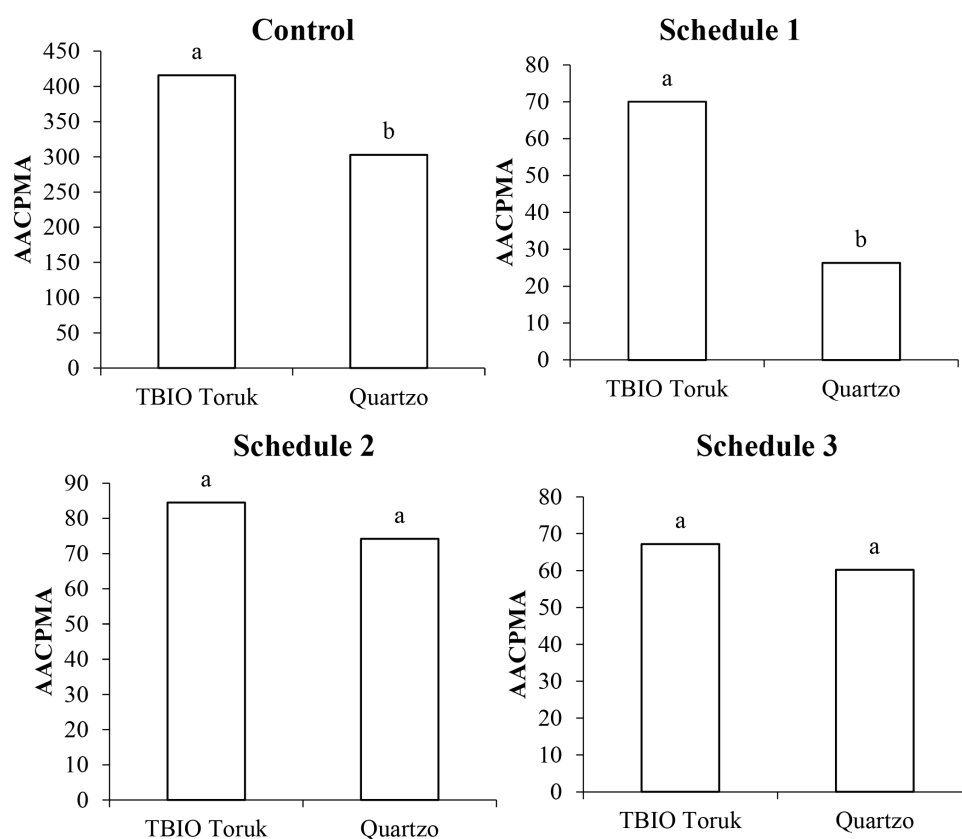 Control
450
400
350
300
250
200
150
100
50
0
AACPMA
a
b
TBIO Toruk
Quartzo
Schedule 1
80
70
60
50
40
30
20
10
0
AACPMA
a
b
TBIO Toruk
Quartzo
Schedule 2
90
80
70
60
50
40
30
20
10
0
AACPMA
a
a
TBIO Toruk
Quartzo
Schedule 3
80
70
60
50
40
30
20
10
0
AACPMA
a
a
TBIO Toruk
Quartzo